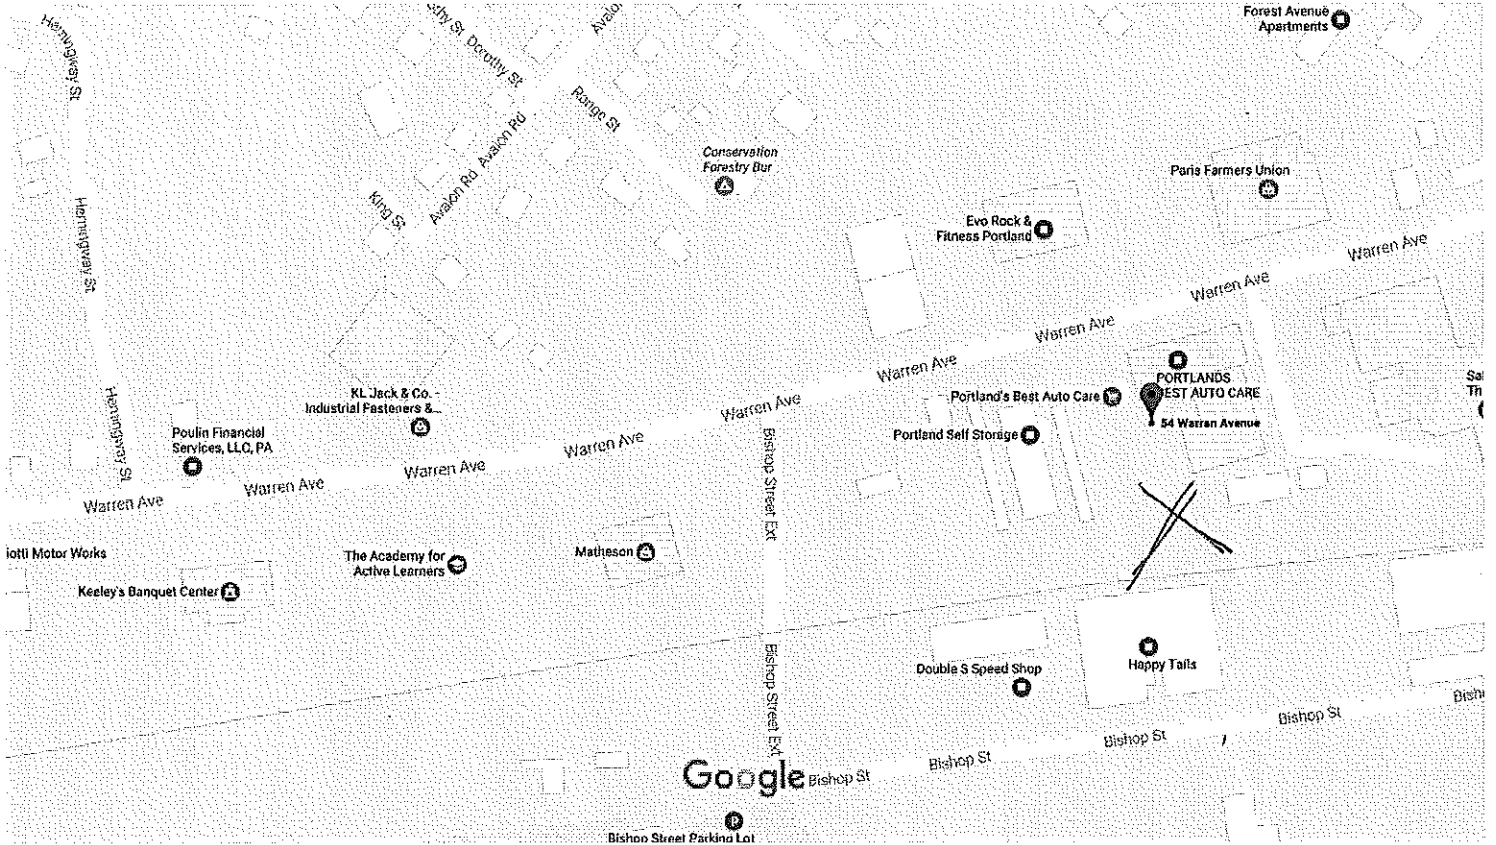 Hemingway St
Dorothy St
Forest Avenue
Apartments
Range St
Avalon Rd
Avalon Rd
Conservation
Forestry Bur
Paris Farmers Union
King St
Hemingway St
Evo Rock &
Fitness Portland
Warren Ave
Warren Ave
Warren Ave
Warren Ave
PORTLANDS
BEST AUTO CARE
KL Jack & Co. -
Industrial Fasteners &...
Portland's Best Auto Care
Warren Ave
54 Warren Avenue
Hemingway St
Poulin Financial
Services, LLC, PA
Portland Self Storage
Warren Ave
Warren Ave
Warren Ave
Warren Ave
Bishop Street Ext
iotti Motor Works
The Academy for
Active Learners
Matheson
Keeley's Banquet Center
Double S Speed Shop
Happy Tails
Bishop Street Ext
Bishop St
Bishop St
Bishop St
Google
Bishop St
Bishop Street Parking Lot